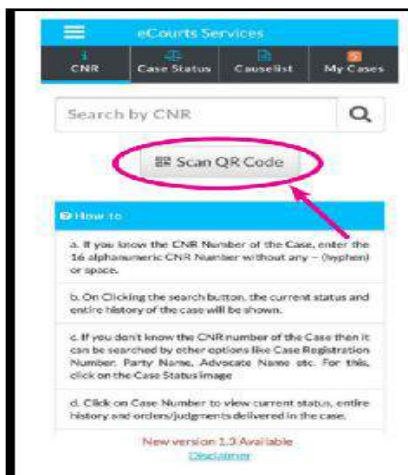 eCourts Services
CNR Case Status Causelist My Cases
Search by CNR
Scan QR Code
How to
a. If you know the CNR Number of the Case, enter the
16 alphanumeric CNR Number without any – (hyphen)
or space.
b. On Clicking the search button, the current status and
entire history of the case will be shown.
c. If you don't know the CNR number of the Case then it
can be searched by other options like Case Registration
Number, Party Name, Advocate Name etc. For this,
click on the Case Status image
d. Click on Case Number to view current status, entire
history and orders/judgments delivered in the case.
New version 1.3 Available
Disclaimer